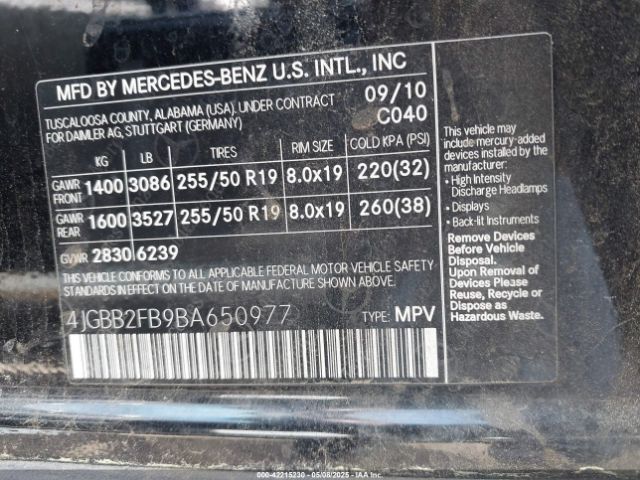 MFD BY MERCEDES-BENZ U.S. INTL., INC
TUSCALOOSA COUNTY, ALABAMA (USA). UNDER CONTRACT 09/10
FOR DAIMLER AG, STUTTGART (GERMANY) C040
KG LB TIRES RIM SIZE COLD KPA (PSI)
GAWR FRONT 1400 3086 255/50 R19 8.0x19 220(32)
GAWR REAR 1600 3527 255/50 R19 8.0x19 260(38)
GVWR 2830 6239
THIS VEHICLE CONFORMS TO ALL APPLICABLE FEDERAL MOTOR VEHICLE SAFETY
STANDARDS IN EFFECT ON THE DATE OF MANUFACTURE SHOWN ABOVE.
4JGBB2FB9BA650977 TYPE: MPV
This vehicle may
include mercury-added
devices installed by the
manufacturer:
• High Intensity
Discharge Headlamps
• Displays
• Back-lit Instruments
Remove Devices
Before Vehicle
Disposal.
Upon Removal of
Devices Please
Reuse, Recycle or
Dispose as
Hazardous Waste.
000-42215230 - 05/08/2025 - IAAI.com